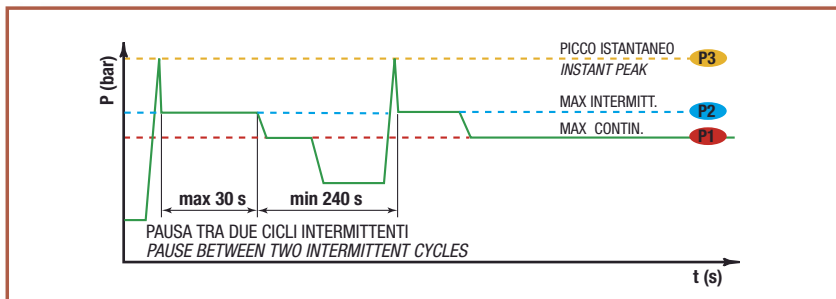 P (bar)
PICCO ISTANTANEO
INSTANT PEAK
P3
MAX INTERMITT.
P2
MAX CONTIN.
P1
max 30 s
min 240 s
PAUSA TRA DUE CICLI INTERMITTENTI
PAUSE BETWEEN TWO INTERMITTENT CYCLES
t (s)